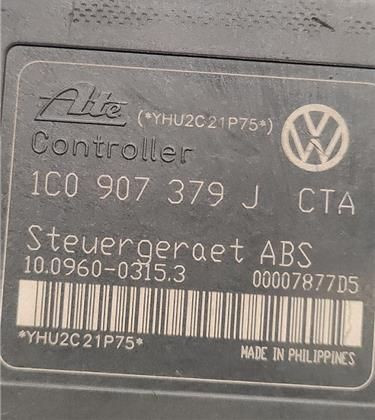 Ate (*YHU2C21P75*)
Controller
1C0 907 379 J CTA
Steuergeraet ABS
10.0960-0315.3 00007877D5
*YHU2C21P75*
MADE IN PHILIPPINES